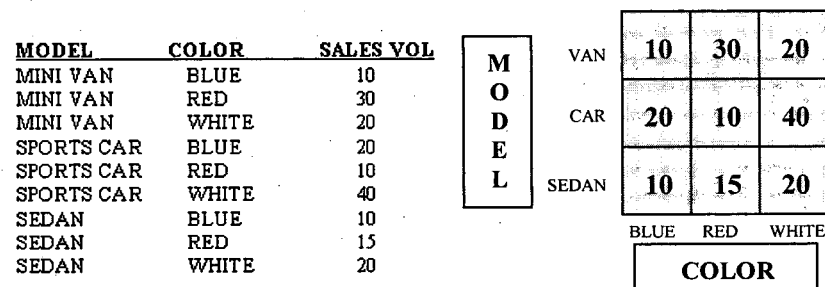 MODEL COLOR SALES VOL
MINI VAN BLUE 10
MINI VAN RED 30
MINI VAN WHITE 20
SPORTS CAR BLUE 20
SPORTS CAR RED 10
SPORTS CAR WHITE 40
SEDAN BLUE 10
SEDAN RED 15
SEDAN WHITE 20
M
O
D
E
L
VAN 10 30 20
CAR 20 10 40
SEDAN 10 15 20
BLUE RED WHITE
COLOR